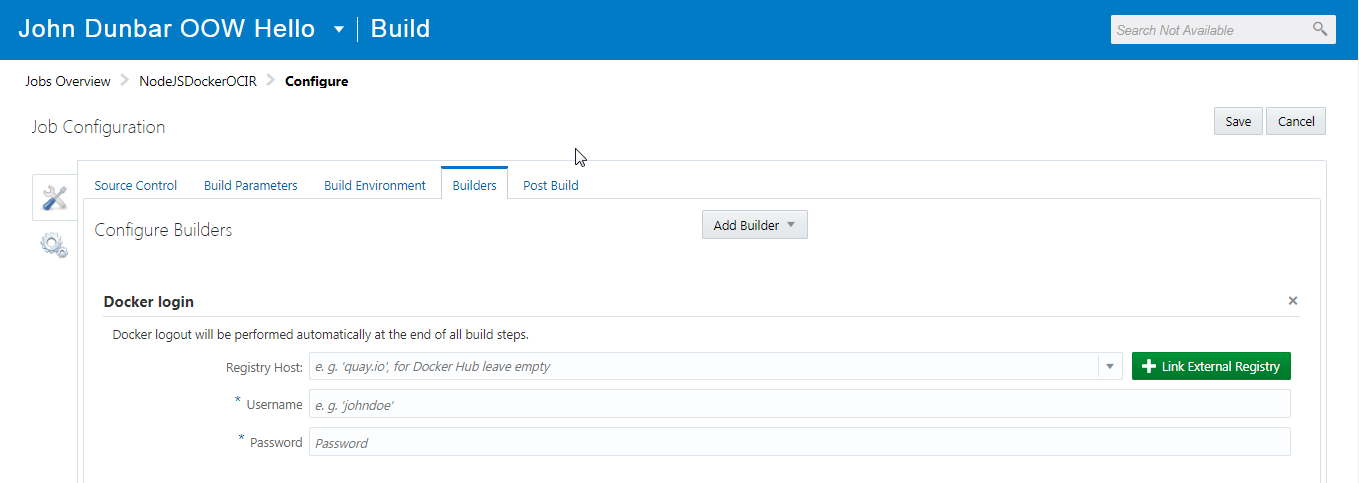 John Dunbar OOW Hello Build Search Not Available
Jobs Overview NodeJSDockerOCIR Configure
Job Configuration Save Cancel
Source Control Build Parameters Build Environment Builders Post Build
Configure Builders Add Builder
Docker login
Docker logout will be performed automatically at the end of all build steps.
Registry Host: e. g. 'quay.io', for Docker Hub leave empty Link External Registry
* Username e. g. 'johndoe'
* Password Password